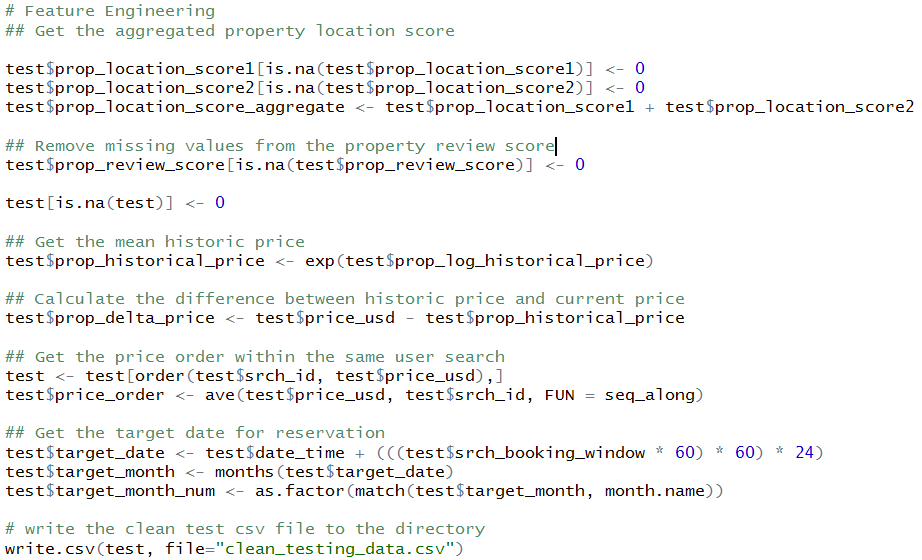 # Feature Engineering
## Get the aggregated property location score
test$prop_location_score1[is.na(test$prop_location_score1)] <- 0
test$prop_location_score2[is.na(test$prop_location_score2)] <- 0
test$prop_location_score_aggregate <- test$prop_location_score1 + test$prop_location_score2
## Remove missing values from the property review score
test$prop_review_score[is.na(test$prop_review_score)] <- 0
test[is.na(test)] <- 0
## Get the mean historic price
test$prop_historical_price <- exp(test$prop_log_historical_price)
## Calculate the difference between historic price and current price
test$prop_delta_price <- test$price_usd - test$prop_historical_price
## Get the price order within the same user search
test <- test[order(test$srch_id, test$price_usd),]
test$price_order <- ave(test$price_usd, test$srch_id, FUN = seq_along)
## Get the target date for reservation
test$target_date <- test$date_time + (((test$srch_booking_window * 60) * 60) * 24)
test$target_month <- months(test$target_date)
test$target_month_num <- as.factor(match(test$target_month, month.name))
# write the clean test csv file to the directory
write.csv(test, file="clean_testing_data.csv")